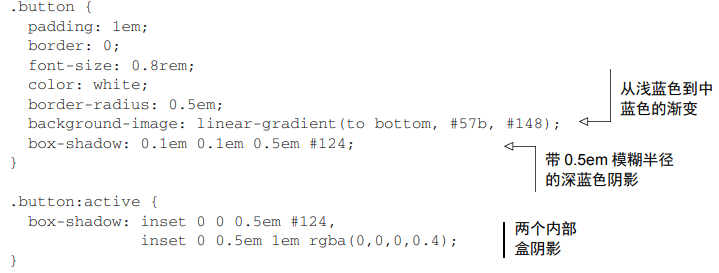 .button {
  padding: 1em;
  border: 0;
  font-size: 0.8rem;
  color: white;
  border-radius: 0.5em;
  background-image: linear-gradient(to bottom, #57b, #148);
  box-shadow: 0.1em 0.1em 0.5em #124;
}
从浅蓝色到中
蓝色的渐变
带 0.5em 模糊半径
的深蓝色阴影
.button:active {
  box-shadow: inset 0 0 0.5em #124,
              inset 0 0.5em 1em rgba(0,0,0,0.4);
}
两个内部
盒阴影